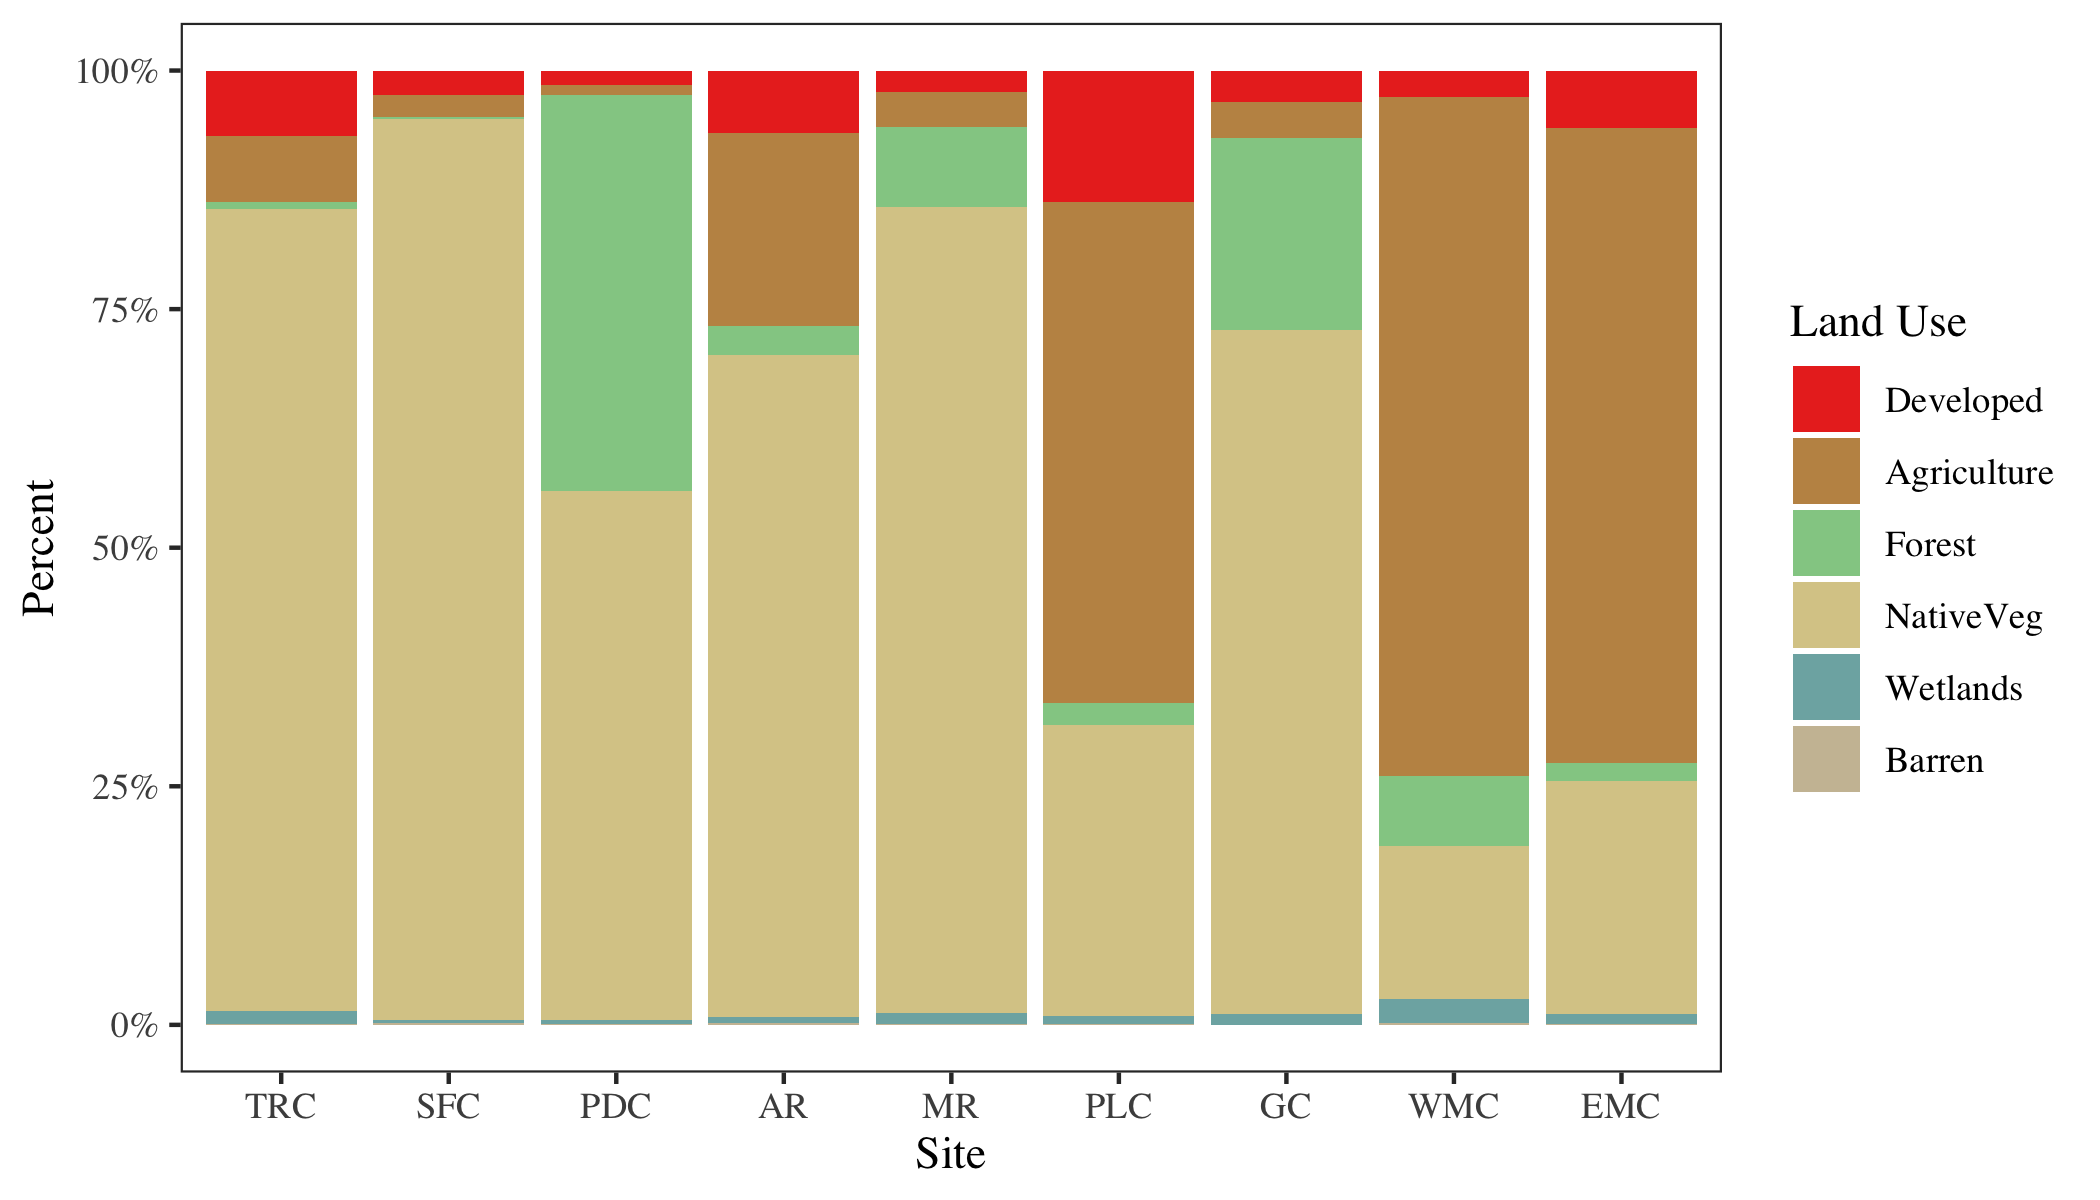 100%
75%
50%
25%
0%
Percent
TRC SFC PDC AR MR PLC GC WMC EMC
Site
Land Use
Developed
Agriculture
Forest
NativeVeg
Wetlands
Barren